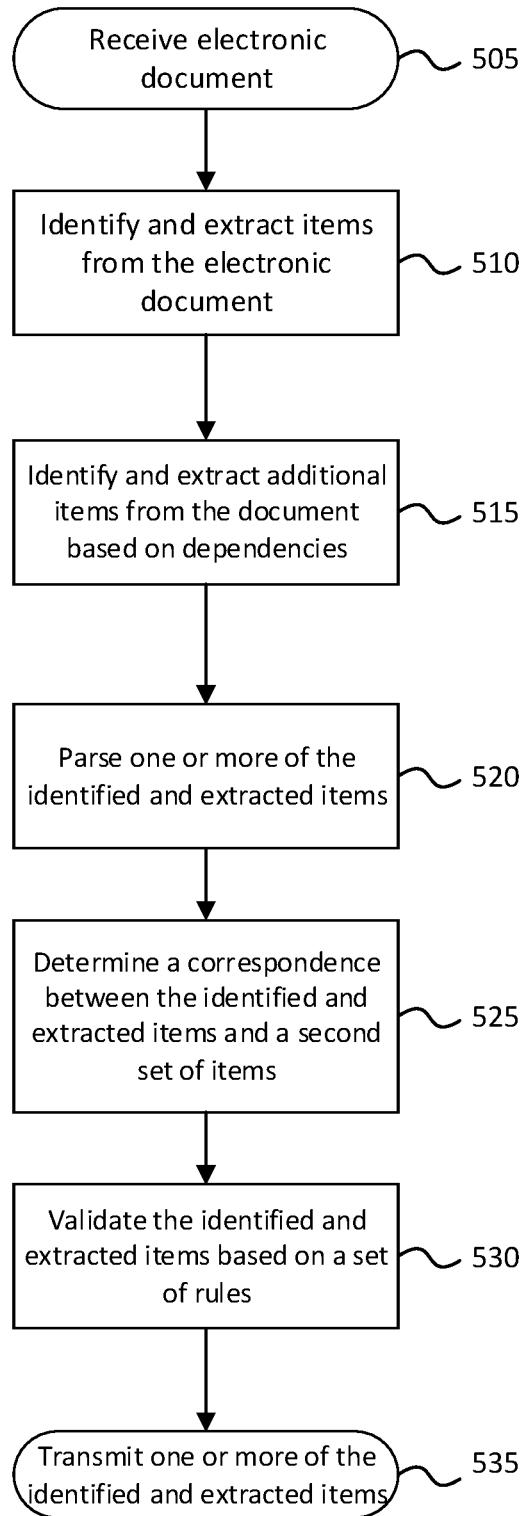 Receive electronic
document
505
Identify and extract items
from the electronic
document
510
Identify and extract additional
items from the document
based on dependencies
515
Parse one or more of the
identified and extracted items
520
Determine a correspondence
between the identified and
extracted items and a second
set of items
525
Validate the identified and
extracted items based on a set
of rules
530
Transmit one or more of the
identified and extracted items
535